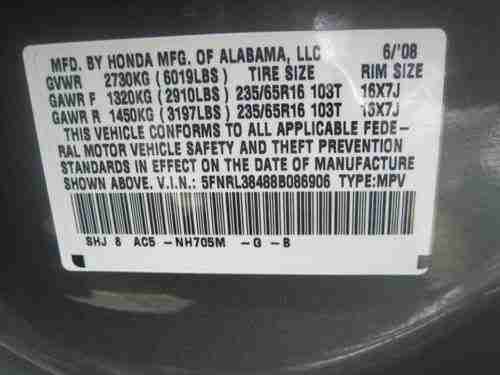 MFD. BY HONDA MFG. OF ALABAMA, LLC 6/'08
GVWR 2730KG (6019LBS) TIRE SIZE RIM SIZE
GAWR F 1320KG (2910LBS) 235/65R16 103T 16X7J
GAWR R 1450KG (3197LBS) 235/65R16 103T 16X7J
THIS VEHICLE CONFORMS TO ALL APPLICABLE FEDE-
RAL MOTOR VEHICLE SAFETY AND THEFT PREVENTION
STANDARDS IN EFFECT ON THE DATE OF MANUFACTURE
SHOWN ABOVE. V.I.N.: 5FNRL38488B086906 TYPE:MPV
SHJ 8 AC5 -NH705M -G -B